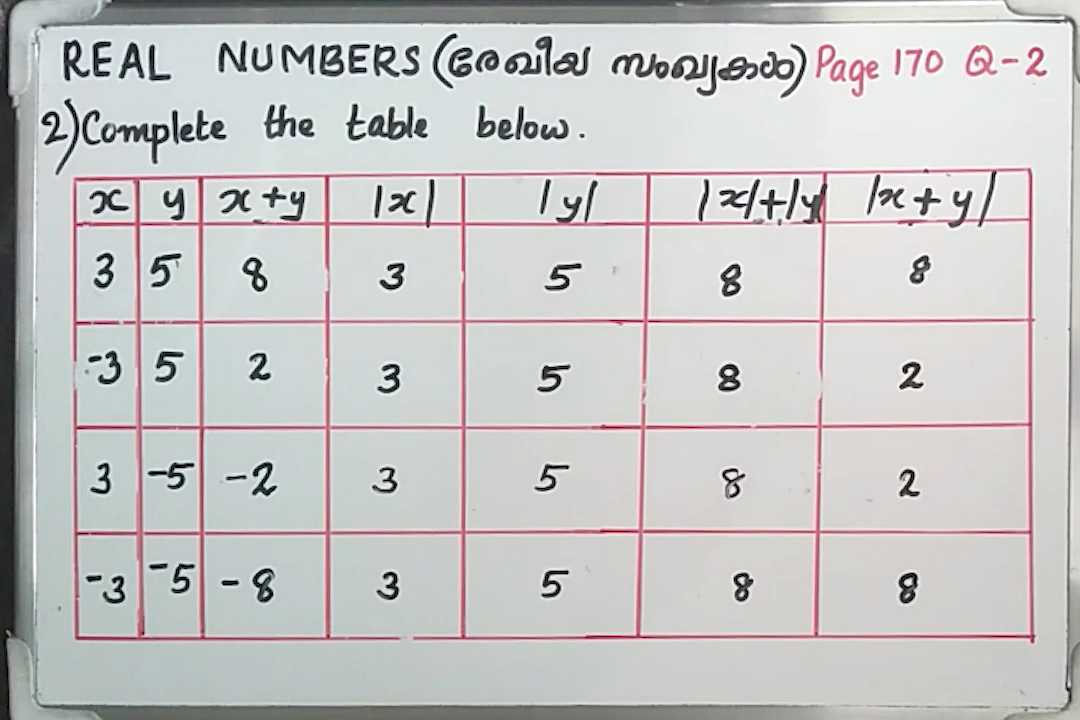 REAL NUMBERS (രേഖീയ സംഖ്യകൾ) Page 170 Q-2
2) Complete the table below.
x y x+y |x| |y| |x|+|y| |x+y|
3 5 8 3 5 8 8
-3 5 2 3 5 8 2
3 -5 -2 3 5 8 2
-3 -5 -8 3 5 8 8